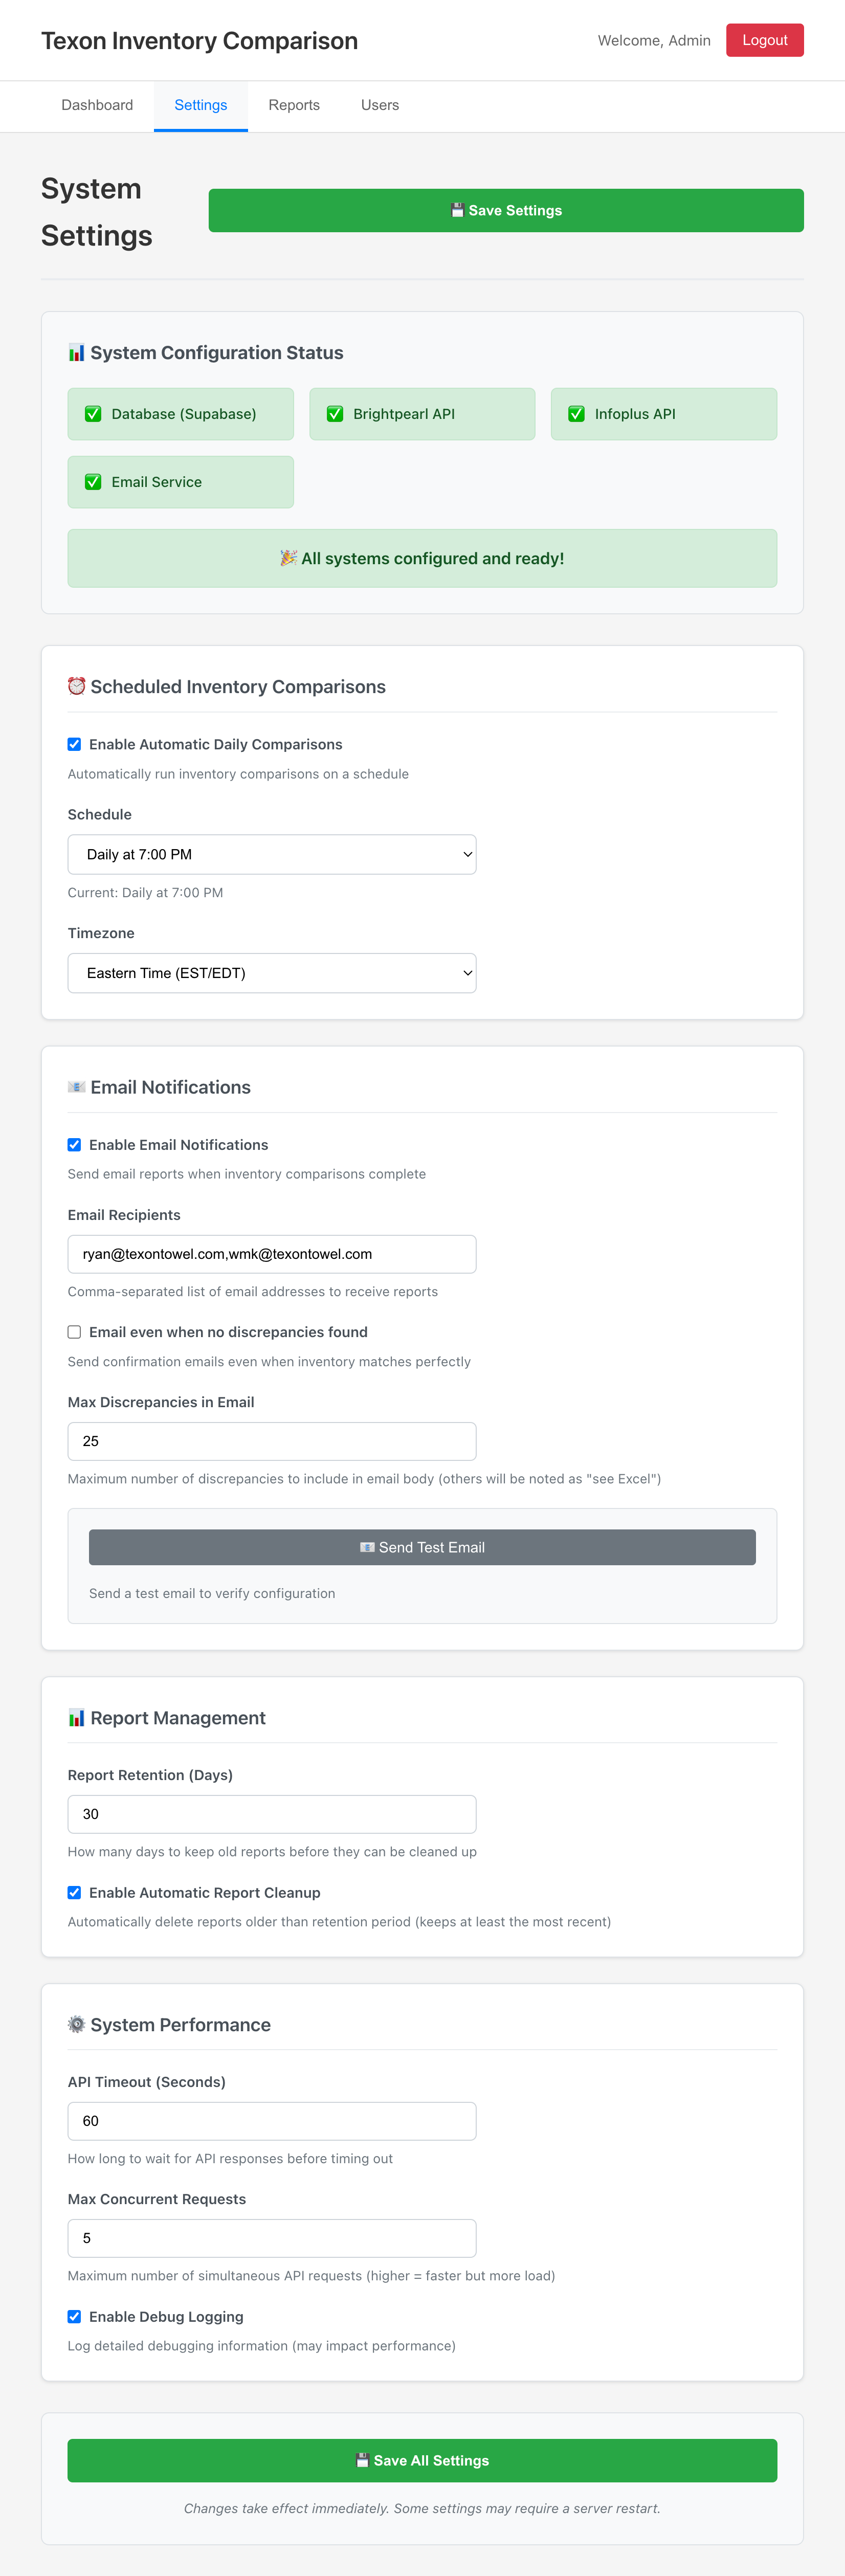 Texon Inventory Comparison
Welcome, Admin
Logout
Dashboard
Settings
Reports
Users
System
Settings
💾 Save Settings
📊 System Configuration Status
✅ Database (Supabase)
✅ Brightpearl API
✅ Infoplus API
✅ Email Service
🎉 All systems configured and ready!
⏰ Scheduled Inventory Comparisons
Enable Automatic Daily Comparisons
Automatically run inventory comparisons on a schedule
Schedule
Daily at 7:00 PM
Current: Daily at 7:00 PM
Timezone
Eastern Time (EST/EDT)
📧 Email Notifications
Enable Email Notifications
Send email reports when inventory comparisons complete
Email Recipients
ryan@texontowel.com,wmk@texontowel.com
Comma-separated list of email addresses to receive reports
Email even when no discrepancies found
Send confirmation emails even when inventory matches perfectly
Max Discrepancies in Email
25
Maximum number of discrepancies to include in email body (others will be noted as "see Excel")
📧 Send Test Email
Send a test email to verify configuration
📊 Report Management
Report Retention (Days)
30
How many days to keep old reports before they can be cleaned up
Enable Automatic Report Cleanup
Automatically delete reports older than retention period (keeps at least the most recent)
⚙️ System Performance
API Timeout (Seconds)
60
How long to wait for API responses before timing out
Max Concurrent Requests
5
Maximum number of simultaneous API requests (higher = faster but more load)
Enable Debug Logging
Log detailed debugging information (may impact performance)
💾 Save All Settings
Changes take effect immediately. Some settings may require a server restart.